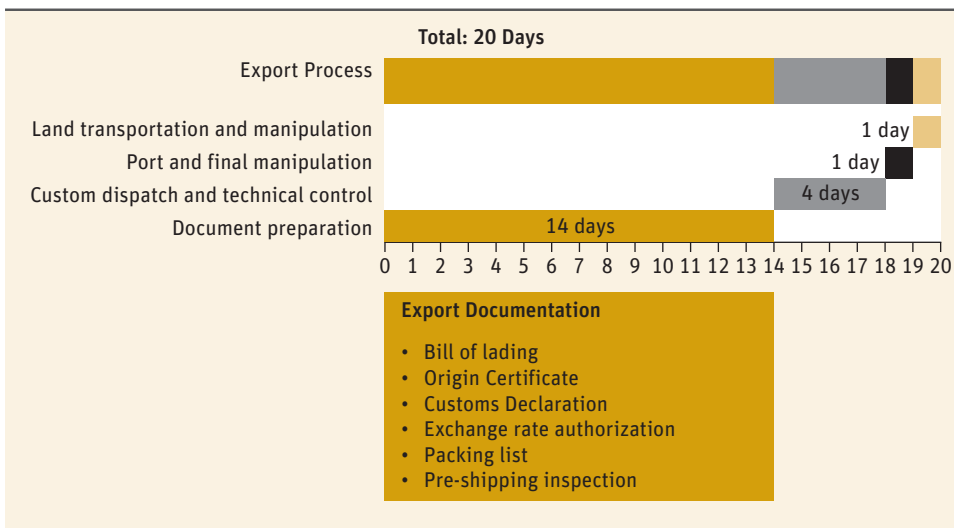 Total: 20 Days
Export Process
Land transportation and manipulation
1 day
Port and final manipulation
1 day
Custom dispatch and technical control
4 days
Document preparation
14 days
0 1 2 3 4 5 6 7 8 9 10 11 12 13 14 15 16 17 18 19 20
Export Documentation
• Bill of lading
• Origin Certificate
• Customs Declaration
• Exchange rate authorization
• Packing list
• Pre-shipping inspection